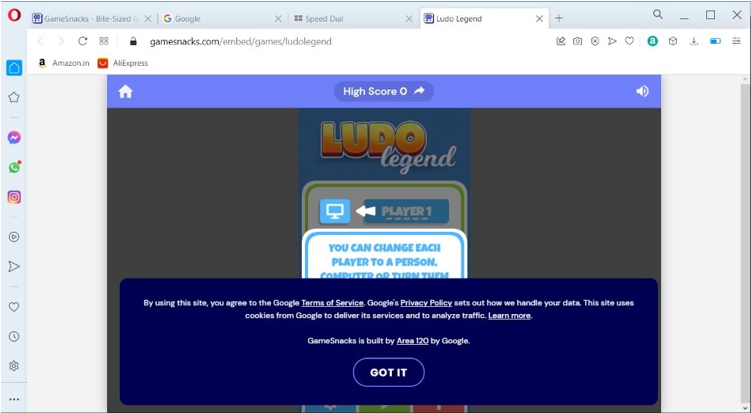 GameSnacks - Bite-Sized G
Google
Speed Dial
Ludo Legend
gamesnacks.com/embed/games/ludolegend
Amazon.in
AliExpress
High Score 0
LUDO
legend
PLAYER 1
YOU CAN CHANGE EACH
PLAYER TO A PERSON,
COMPUTER OR TURN THEM
By using this site, you agree to the Google Terms of Service. Google's Privacy Policy sets out how we handle your data. This site uses
cookies from Google to deliver its services and to analyze traffic. Learn more.
GameSnacks is built by Area 120 by Google.
GOT IT